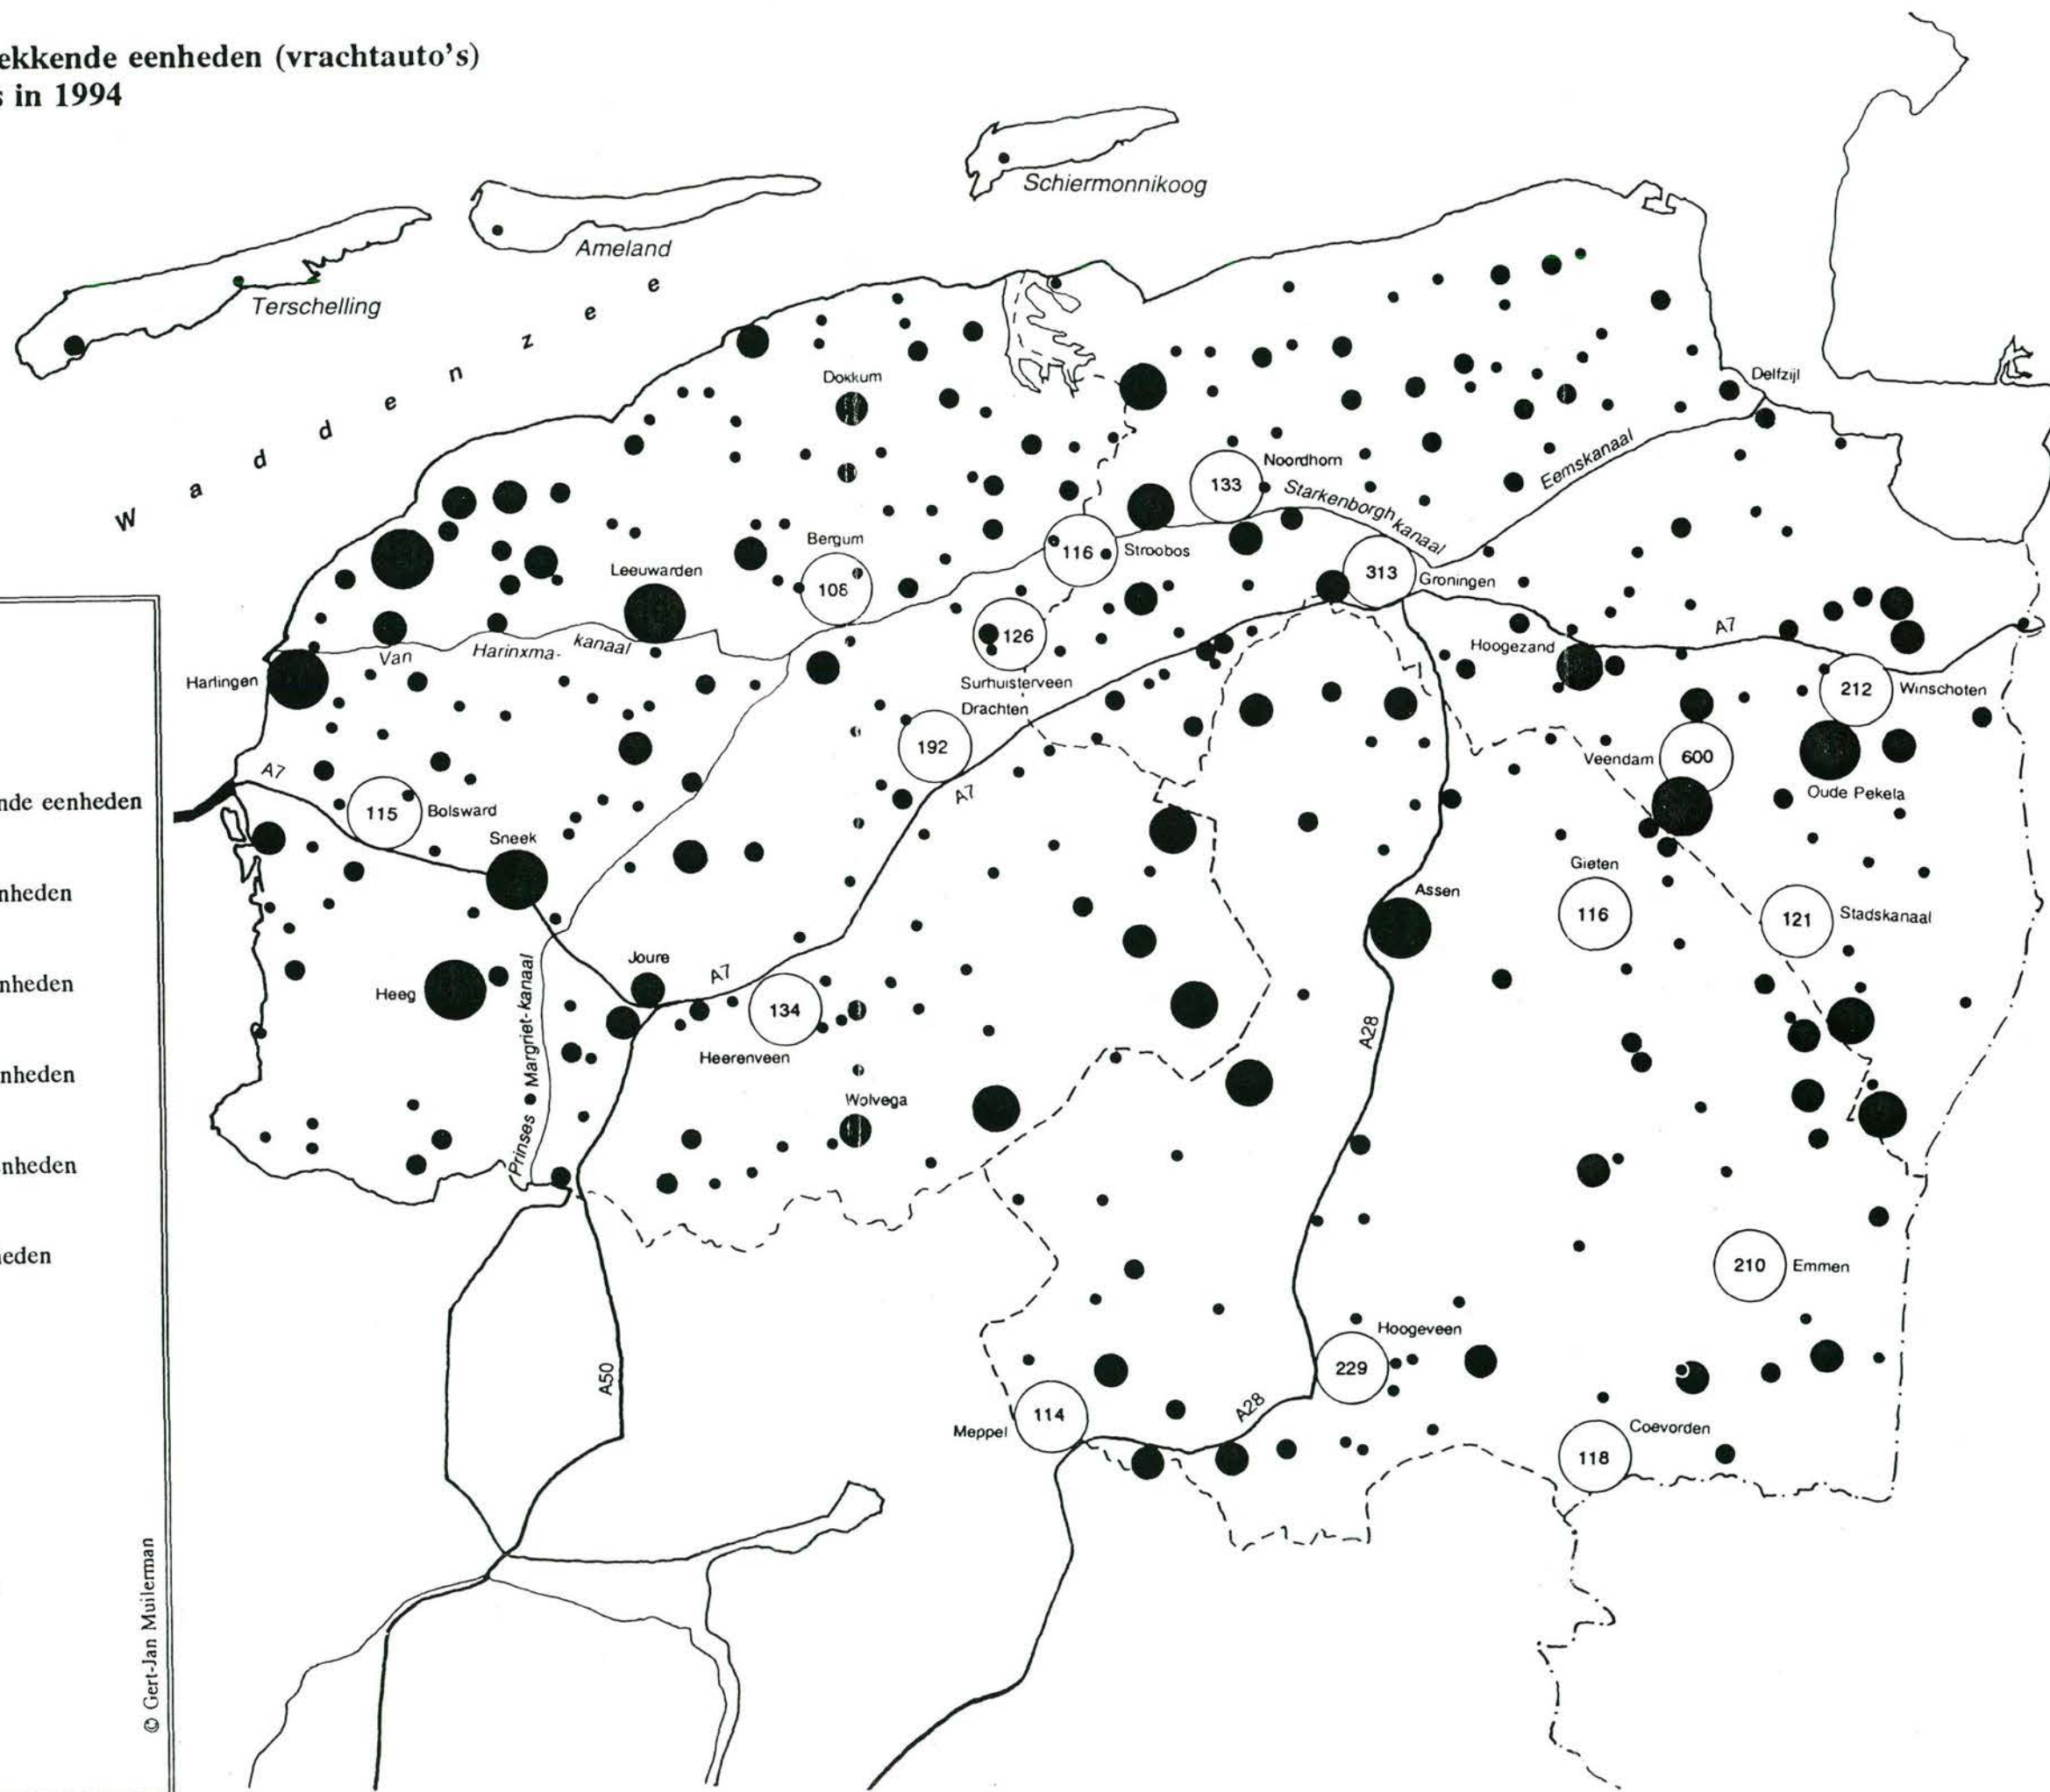 ekkende eenheden (vrachtauto's)
s in 1994
Schiermonnikoog
Ameland
Terschelling
W a d d e n z e e
Dokkum
Delfzijl
Noordhorn
133
Starkenborgh kanaal
Eemskanaal
Bergum
108
116
Stroobos
Leeuwarden
313
Groningen
126
Surhuisterveen
Van Harinxma- kanaal
Hoogezand
A7
Harlingen
212
Winschoten
Drachten
192
A7
Veendam
600
Oude Pekela
A7
115
Bolsward
Sneek
Gieten
116
Assen
121
Stadskanaal
Heeg
Joure
A7
134
Heerenveen
Prinses Margriet-kanaal
A28
Wolvega
210
Emmen
Hoogeveen
229
A50
A28
Meppel
114
Coevorden
118
nde eenheden
nheden
nheden
nheden
nheden
eden
© Gert-Jan Muilerman